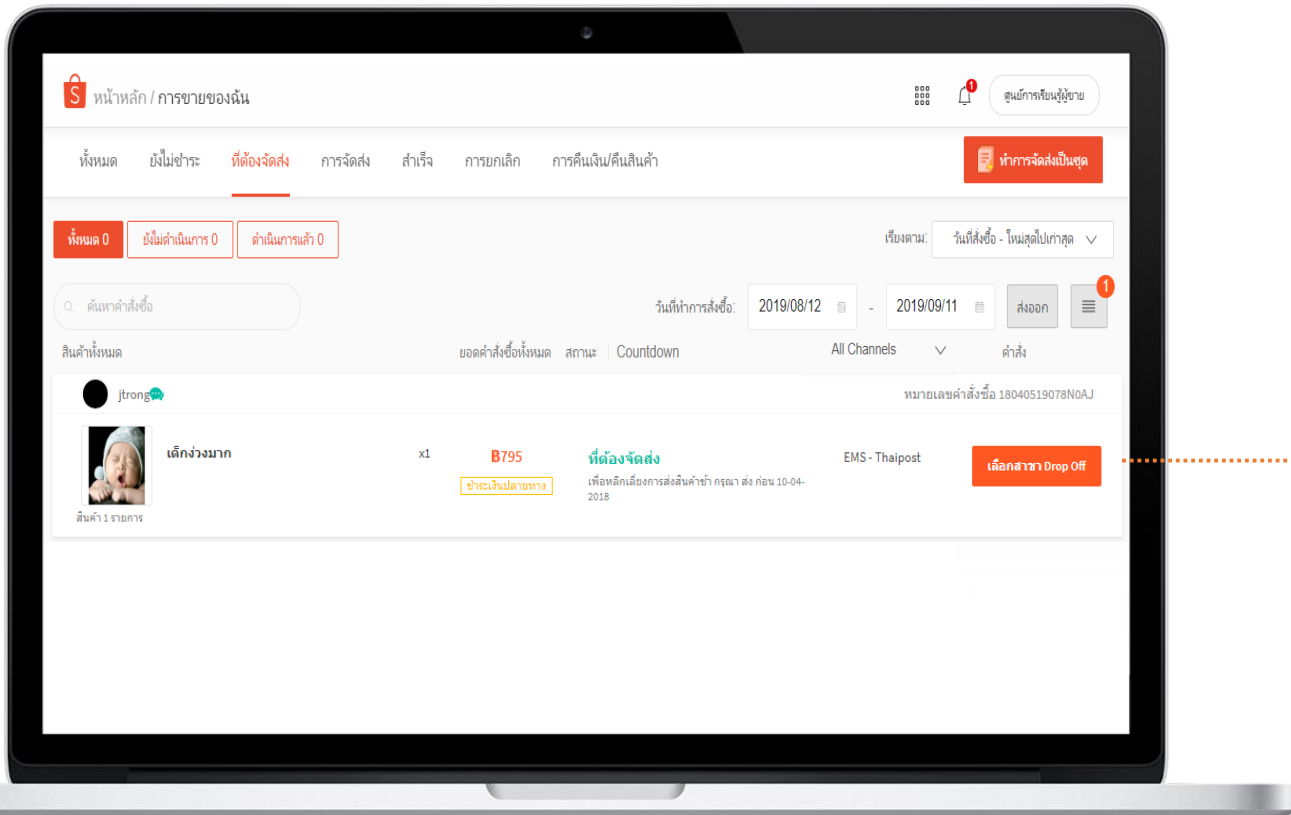 S หน้าหลัก / การขายของฉัน
1
ศูนย์การเรียนรู้ผู้ขาย
ทั้งหมด ยังไม่ชำระ ที่ต้องจัดส่ง การจัดส่ง สำเร็จ การยกเลิก การคืนเงิน/คืนสินค้า
ทำการจัดส่งเป็นชุด
ทั้งหมด 0 ยังไม่ดำเนินการ 0 ดำเนินการแล้ว 0
เรียงตาม: วันที่สั่งซื้อ - ใหม่สุดไปเก่าสุด
ค้นหาคำสั่งซื้อ
วันที่ทำการสั่งซื้อ: 2019/08/12 - 2019/09/11 ส่งออก 1
สินค้าทั้งหมด ยอดคำสั่งซื้อทั้งหมด สถานะ Countdown All Channels คำสั่ง
jtrong หมายเลขคำสั่งซื้อ 18040519078N0AJ
เด็กง่วงมาก x1 ฿795 ที่ต้องจัดส่ง EMS - Thaipost เลือกสาขา Drop Off
ชำระเงินปลายทาง เพื่อหลีกเลี่ยงการส่งสินค้าช้า กรุณา ส่ง ก่อน 10-04-
2018
สินค้า 1 รายการ